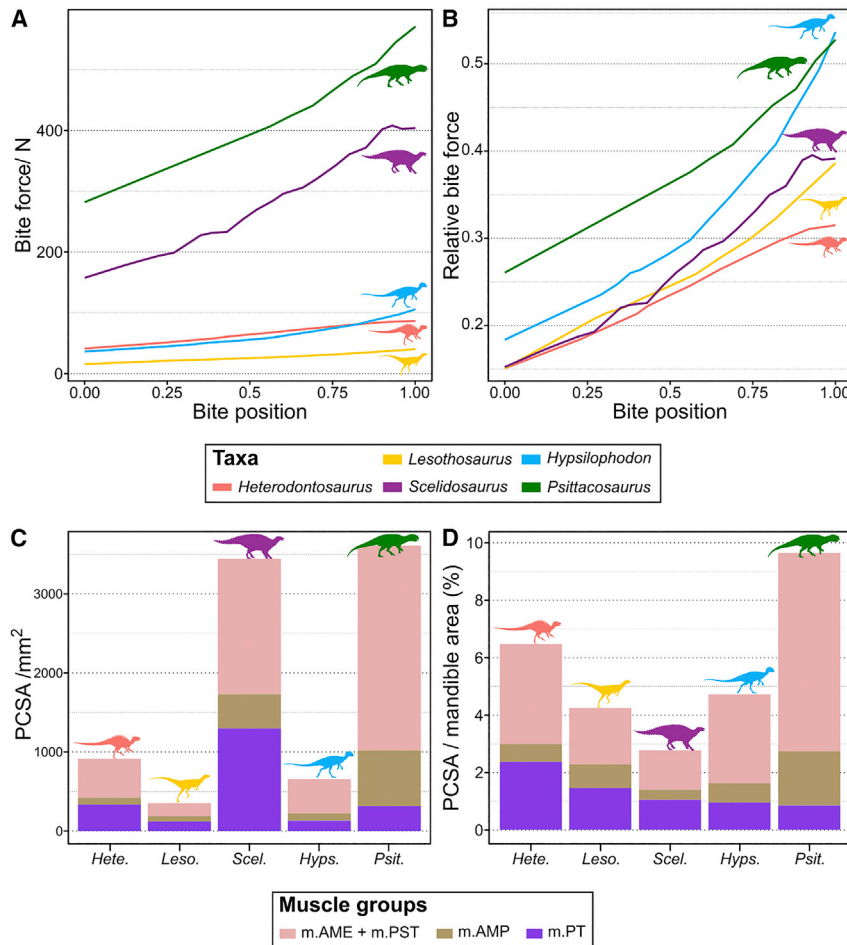 A
B
Bite force/ N
400
200
0
0.00 0.25 0.50 0.75 1.00
Bite position
Relative bite force
0.5
0.4
0.3
0.2
0.00 0.25 0.50 0.75 1.00
Bite position
Taxa
Lesothosaurus
Hypsilophodon
Heterodontosaurus
Scelidosaurus
Psittacosaurus
C
D
PCSA /mm²
3000
2000
1000
0
Hete. Leso. Scel. Hyps. Psit.
PCSA / mandible area (%)
10
8
6
4
2
0
Hete. Leso. Scel. Hyps. Psit.
Muscle groups
m.AME + m.PST m.AMP m.PT